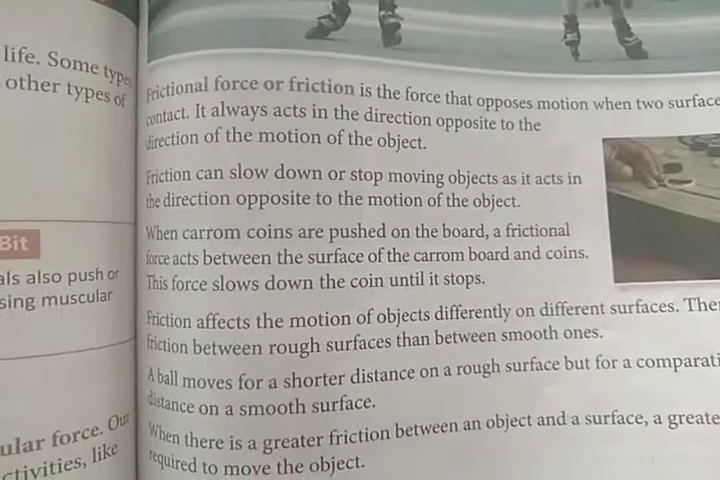 life. Some types
other types of
Bit
als also push or
sing muscular
ular force. Our
ctivities, like
Frictional force or friction is the force that opposes motion when two surface
contact. It always acts in the direction opposite to the
direction of the motion of the object.
Friction can slow down or stop moving objects as it acts in
the direction opposite to the motion of the object.
When carrom coins are pushed on the board, a frictional
force acts between the surface of the carrom board and coins.
This force slows down the coin until it stops.
Friction affects the motion of objects differently on different surfaces. Ther
friction between rough surfaces than between smooth ones.
A ball moves for a shorter distance on a rough surface but for a comparati
distance on a smooth surface.
When there is a greater friction between an object and a surface, a greate
required to move the object.